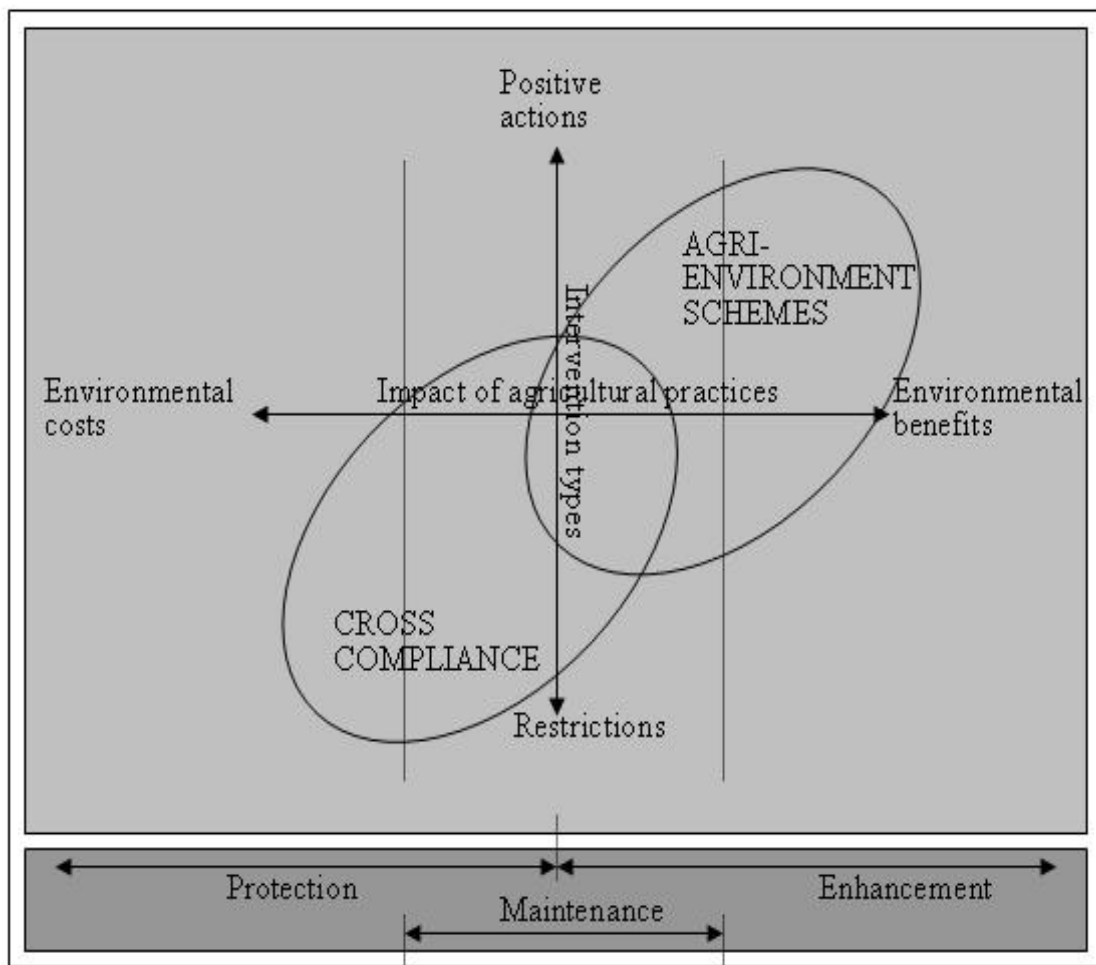 Positive
actions
AGRI-
ENVIRONMENT
SCHEMES
Intervention types
Environmental
costs
Impact of agricultural practices
Environmental
benefits
CROSS
COMPLIANCE
Restrictions
Protection
Enhancement
Maintenance